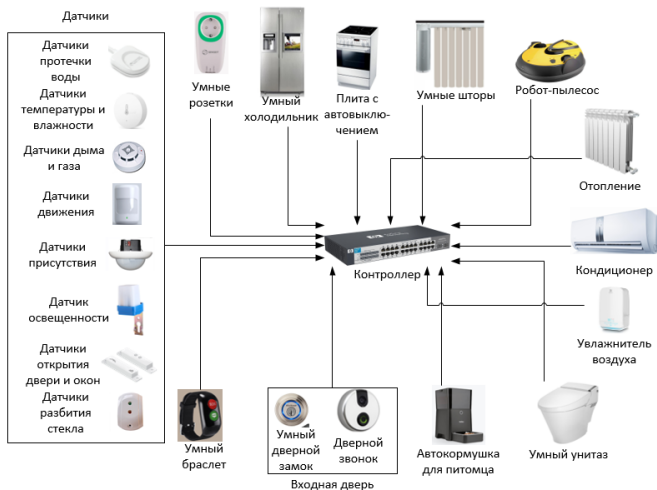 Датчики
Датчики
протечки
воды
Датчики
температуры и
влажности
Датчики дыма
и газа
Датчики
движения
Датчики
присутствия
Датчик
освещенности
Датчики
открытия
двери и окон
Датчики
разбития
стекла
Умные
розетки
Умный
холодильник
Плита с
автовыклю-
чением
Умные шторы
Робот-пылесос
Отопление
Кондиционер
Увлажнитель
воздуха
Контроллер
Умный
браслет
Умный
дверной
замок
Дверной
звонок
Входная дверь
Автокормушка
для питомца
Умный унитаз